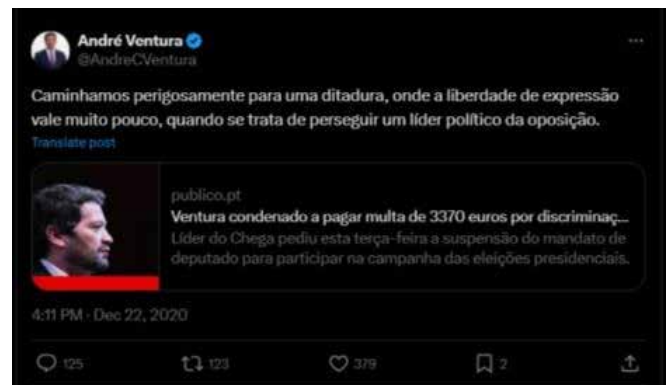 André Ventura
@AndreCVentura
Caminhamos perigosamente para uma ditadura, onde a liberdade de expressão
vale muito pouco, quando se trata de perseguir um líder político da oposição.
Translate post
publico.pt
Ventura condenado a pagar multa de 3370 euros por discriminaç...
Líder do Chega pediu esta terça-feira a suspensão do mandato de
deputado para participar na campanha das eleições presidenciais.
4:11 PM · Dec 22, 2020
125 123 379 2